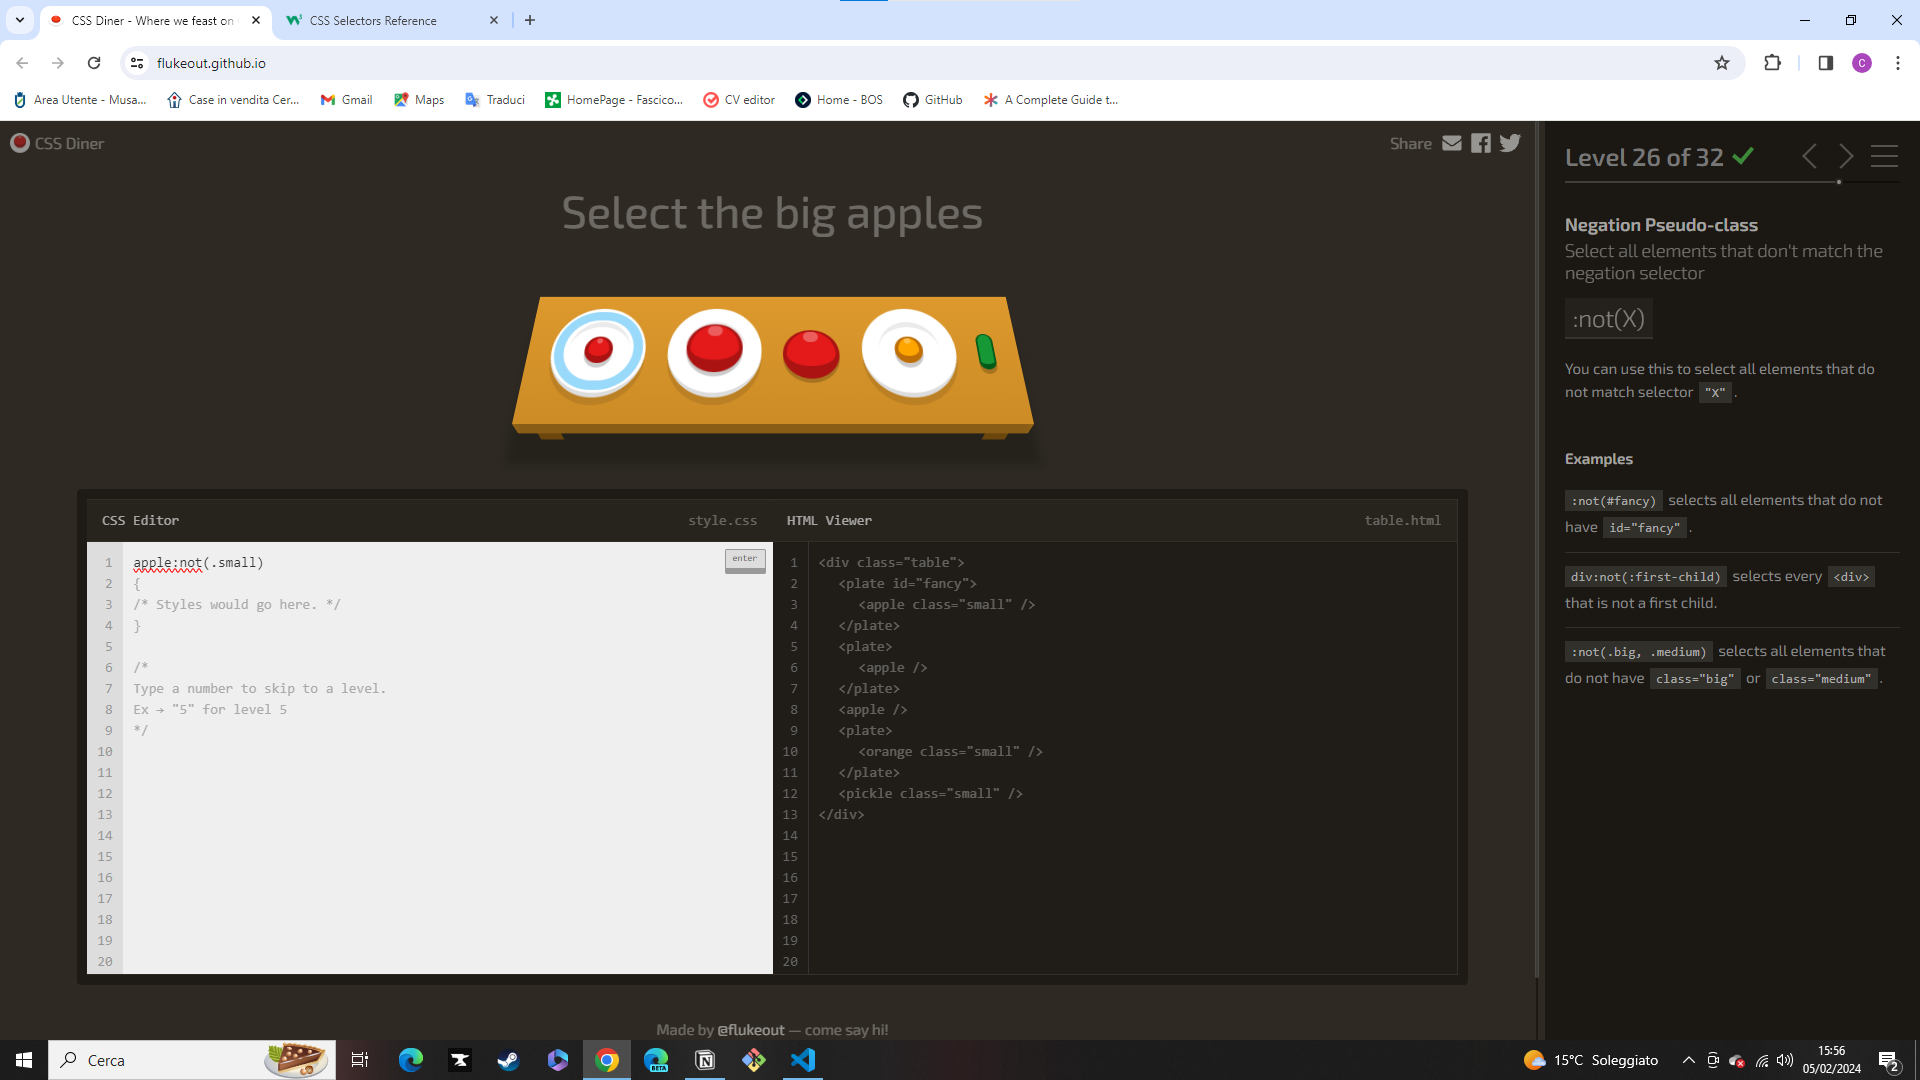 CSS Diner - Where we feast on
CSS Selectors Reference
flukeout.github.io
C
Area Utente - Musa...
Case in vendita Cer...
Gmail
Maps
Traduci
HomePage - Fascico...
CV editor
Home - BOS
GitHub
A Complete Guide t...
CSS Diner
Share
Select the big apples
CSS Editor
style.css
enter
1 apple:not(.small)
2 {
3 /* Styles would go here. */
4 }
5
6 /*
7 Type a number to skip to a level.
8 Ex → "5" for level 5
9 */
10
11
12
13
14
15
16
17
18
19
20
HTML Viewer
table.html
1 <div class="table">
2 <plate id="fancy">
3 <apple class="small" />
4 </plate>
5 <plate>
6 <apple />
7 </plate>
8 <apple />
9 <plate>
10 <orange class="small" />
11 </plate>
12 <pickle class="small" />
13 </div>
14
15
16
17
18
19
20
Made by @flukeout — come say hi!
Level 26 of 32
Negation Pseudo-class
Select all elements that don't match the
negation selector
:not(X)
You can use this to select all elements that do
not match selector "X" .
Examples
:not(#fancy) selects all elements that do not
have id="fancy" .
div:not(:first-child) selects every <div>
that is not a first child.
:not(.big, .medium) selects all elements that
do not have class="big" or class="medium" .
Cerca
BETA
15°C Soleggiato
15:56
05/02/2024
2